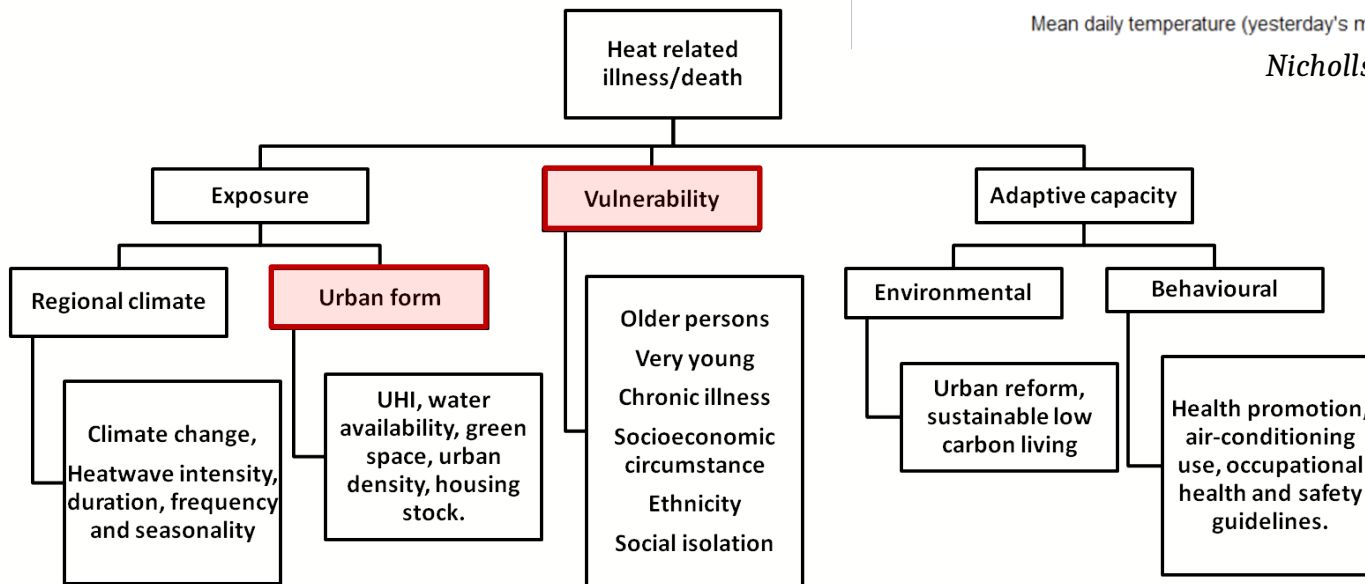 Mean daily temperature (yesterday's
Nicholls
Heat related
illness/death
Exposure
Vulnerability
Adaptive capacity
Regional climate
Urban form
Environmental
Behavioural
Climate change,
Heatwave intensity,
duration, frequency
and seasonality
UHI, water
availability, green
space, urban
density, housing
stock.
Older persons
Very young
Chronic illness
Socioeconomic
circumstance
Ethnicity
Social isolation
Urban reform,
sustainable low
carbon living
Health promotion,
air-conditioning
use, occupational
health and safety
guidelines.